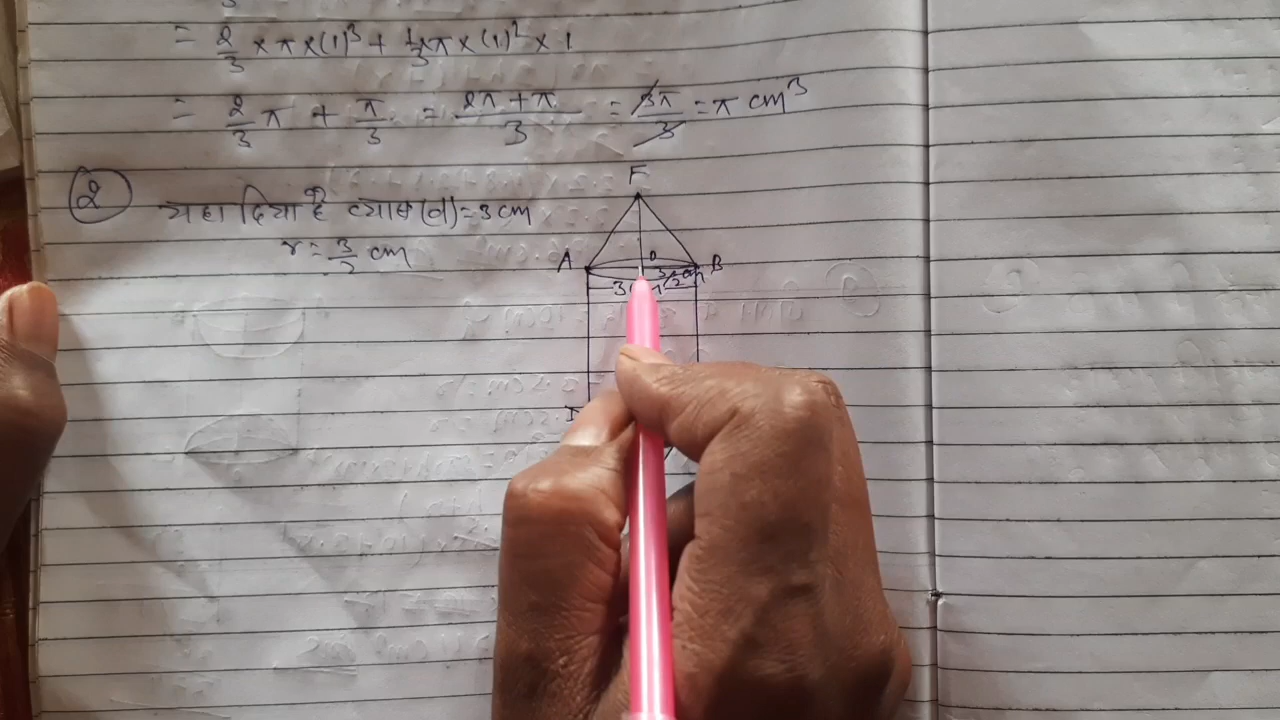 = 2/3 × π × (1)³ + 1/3 × π × (1)² × 1
= 2/3 π + π/3 = 2π + π/3 = 3π/3 = π cm³
② यहा दिया है व्यास (d) = 3 cm
r = 3/2 cm
F
A O B
3/2 cm
3
D